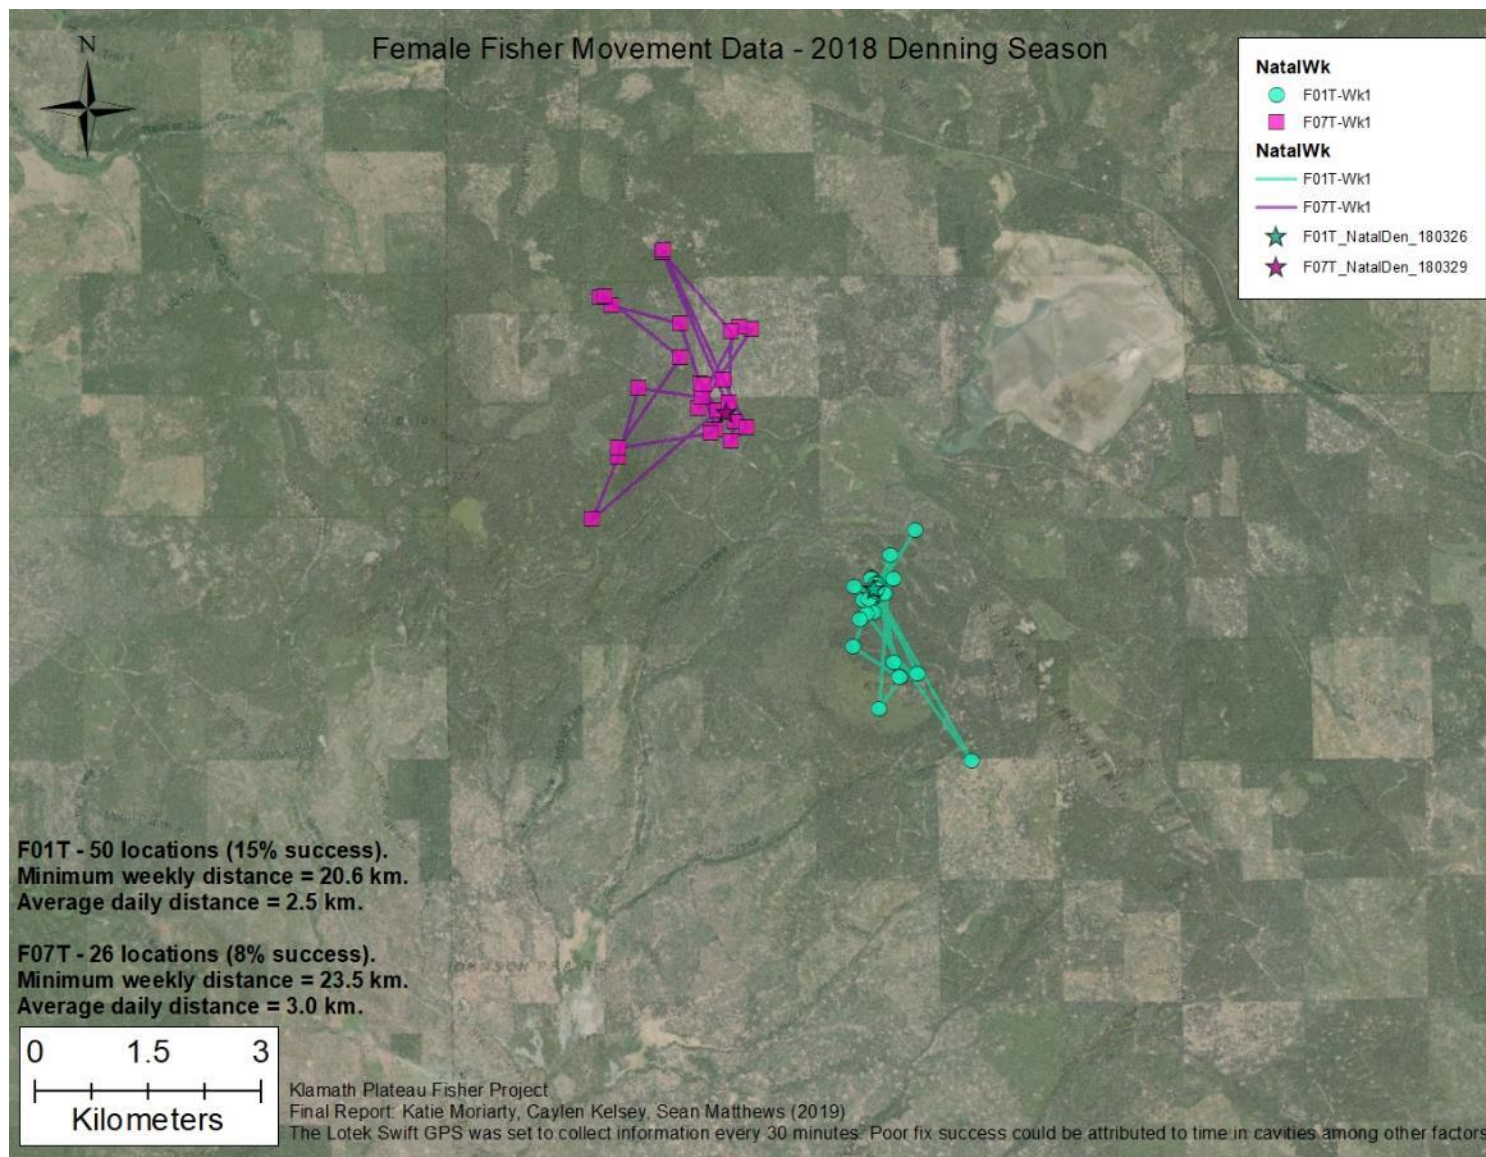 N
Female Fisher Movement Data - 2018 Denning Season
NatalWk
F01T-Wk1
F07T-Wk1
NatalWk
F01T-Wk1
F07T-Wk1
F01T_NatalDen_180326
F07T_NatalDen_180329
F01T - 50 locations (15% success).
Minimum weekly distance = 20.6 km.
Average daily distance = 2.5 km.
F07T - 26 locations (8% success).
Minimum weekly distance = 23.5 km.
Average daily distance = 3.0 km.
JOHNSON PRAIRIE
0 1.5 3
Kilometers
Klamath Plateau Fisher Project
Final Report: Katie Moriarty, Caylen Kelsey, Sean Matthews (2019)
The Lotek Swift GPS was set to collect information every 30 minutes. Poor fix success could be attributed to time in cavities among other factors